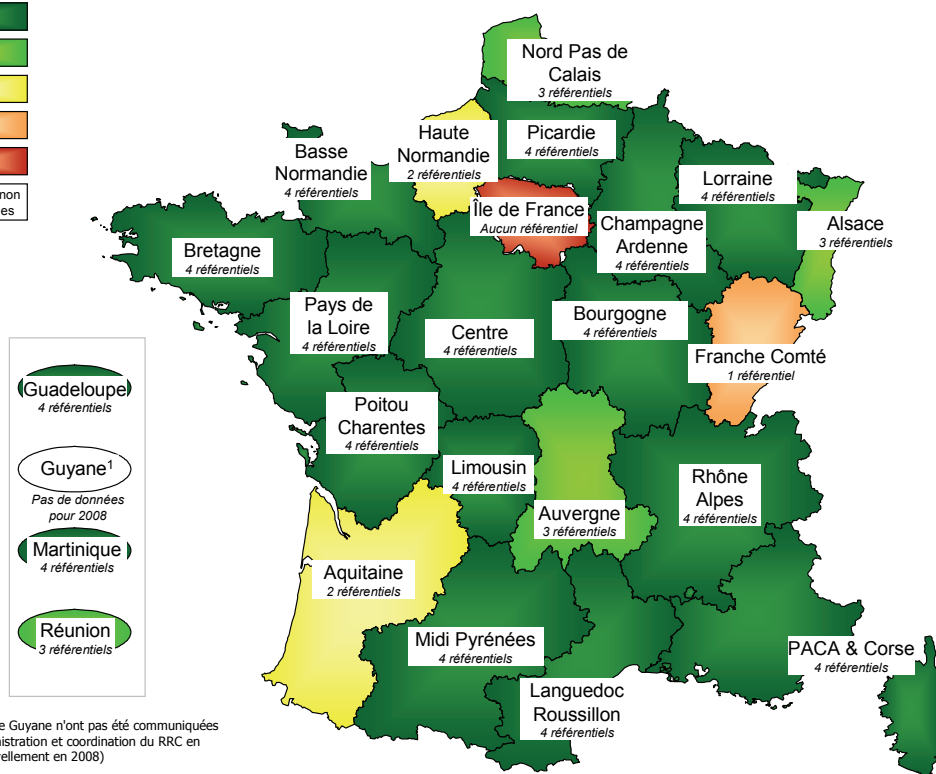 non
es
Nord Pas de
Calais
3 référentiels
Haute
Normandie
2 référentiels
Picardie
4 référentiels
Basse
Normandie
4 référentiels
Lorraine
4 référentiels
Île de France
Aucun référentiel
Champagne
Ardenne
4 référentiels
Alsace
3 référentiels
Bretagne
4 référentiels
Pays de
la Loire
4 référentiels
Centre
4 référentiels
Bourgogne
4 référentiels
Franche Comté
1 référentiel
Guadeloupe
4 référentiels
Poitou
Charentes
4 référentiels
Limousin
4 référentiels
Rhône
Alpes
4 référentiels
Guyane¹
Pas de données
pour 2008
Auvergne
3 référentiels
Martinique
4 référentiels
Aquitaine
2 référentiels
Réunion
3 référentiels
Midi Pyrénées
4 référentiels
PACA & Corse
4 référentiels
Languedoc
Roussillon
4 référentiels
e Guyane n'ont pas été communiquées
nistration et coordination du RRC en
rellement en 2008)